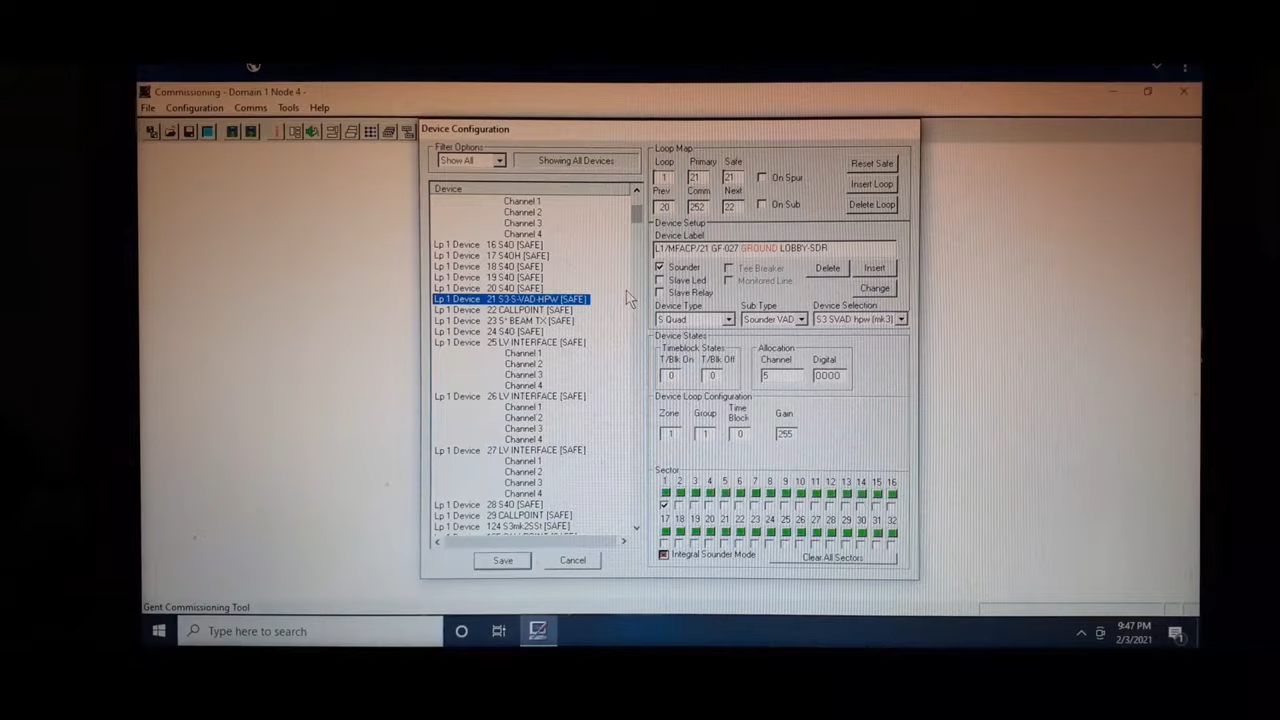 Commissioning - Domain 1 Node 4 -
File Configuration Comms Tools Help
Device Configuration
Filter Options
Show All
Showing All Devices
Device
Channel 1
Channel 2
Channel 3
Channel 4
Lp 1 Device 16 S4O [SAFE]
Lp 1 Device 17 S4OH [SAFE]
Lp 1 Device 18 S4O [SAFE]
Lp 1 Device 19 S4O [SAFE]
Lp 1 Device 20 S4O [SAFE]
Lp 1 Device 21 S3-S-VAD-HPW [SAFE]
Lp 1 Device 22 CALLPOINT [SAFE]
Lp 1 Device 23 S* BEAM TX [SAFE]
Lp 1 Device 24 S4O [SAFE]
Lp 1 Device 25 LV INTERFACE [SAFE]
Channel 1
Channel 2
Channel 3
Channel 4
Lp 1 Device 26 LV INTERFACE [SAFE]
Channel 1
Channel 2
Channel 3
Channel 4
Lp 1 Device 27 LV INTERFACE [SAFE]
Channel 1
Channel 2
Channel 3
Channel 4
Lp 1 Device 28 S4O [SAFE]
Lp 1 Device 29 CALLPOINT [SAFE]
Lp 1 Device 124 S3mk2SSt [SAFE]
Save Cancel
Loop Map
Loop Primary Safe
1 21 21 On Spur
Prev Comm Next
20 252 22 On Sub
Reset Safe
Insert Loop
Delete Loop
Device Setup
Device Label
L1/MFACP/21 GF-027 GROUND LOBBY-SDR
Sounder Tee Breaker Delete Insert
Slave Led Monitored Line
Slave Relay Change
Device Type Sub Type Device Selection
S Quad Sounder VAD S3 SVAD hpw (mk3)
Device States
Timeblock States Allocation
T/Blk On T/Blk Off Channel Digital
0 0 5 0000
Device Loop Configuration
Zone Group Time Block Gain
1 1 0 255
Sector
1 2 3 4 5 6 7 8 9 10 11 12 13 14 15 16
17 18 19 20 21 22 23 24 25 26 27 28 29 30 31 32
Integral Sounder Mode Clear All Sectors
Gent Commissioning Tool
Type here to search
9:47 PM
2/3/2021
1